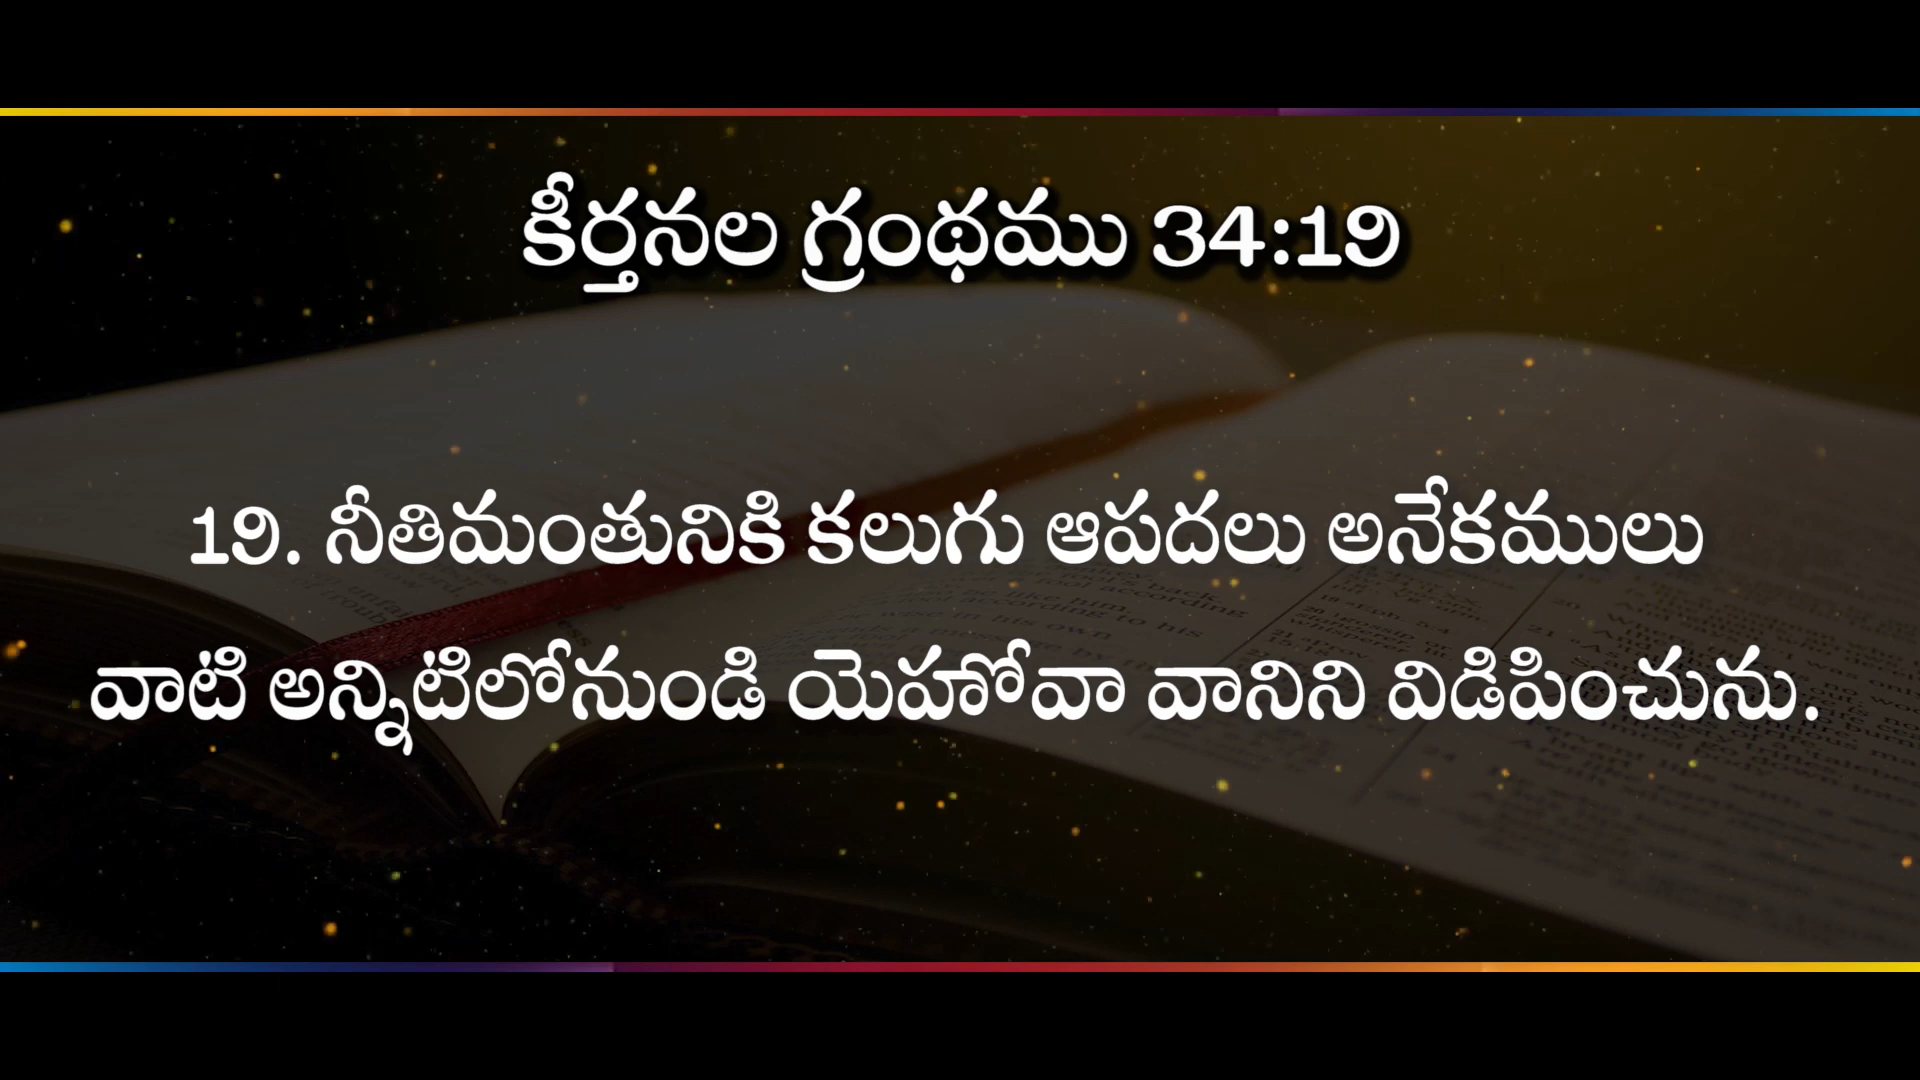 కీర్తనల గ్రంథము 34:19
19. నీతిమంతునికి కలుగు ఆపదలు అనేకములు
వాటి అన్నిటిలోనుండి యెహోవా వానిని విడిపించును.